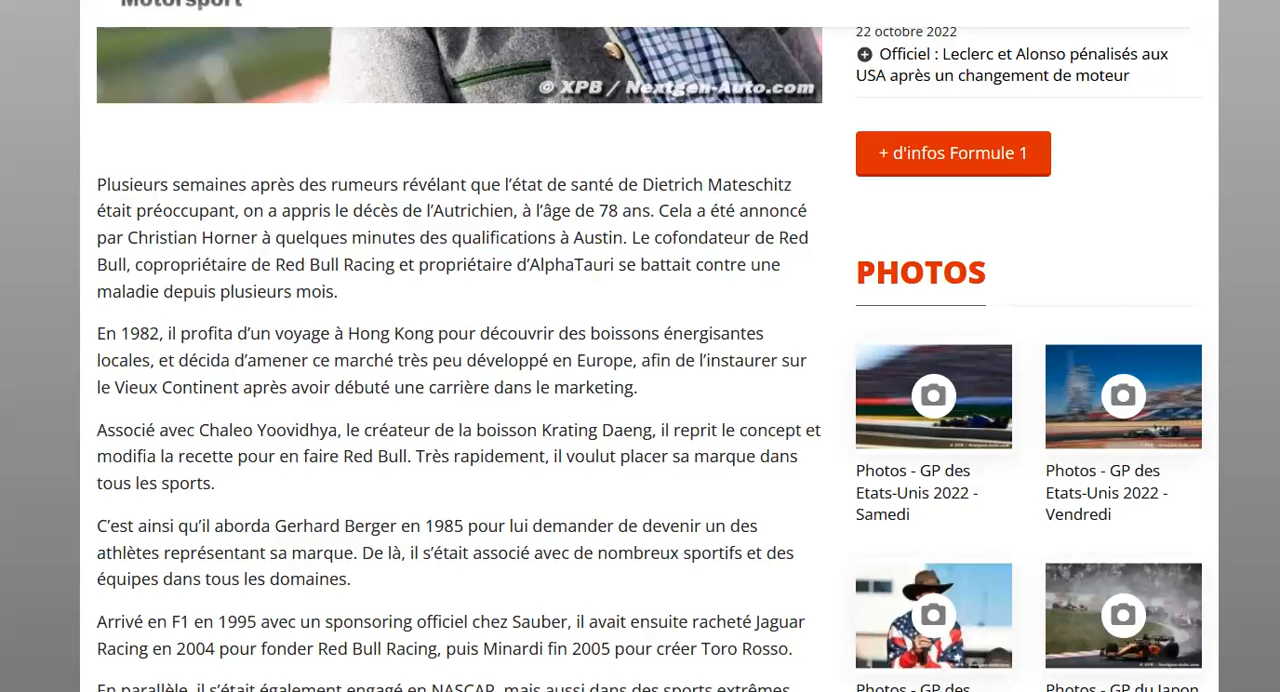 Motorsport
© XPB / Nextgen-Auto.com
Plusieurs semaines après des rumeurs révélant que l’état de santé de Dietrich Mateschitz
était préoccupant, on a appris le décès de l’Autrichien, à l’âge de 78 ans. Cela a été annoncé
par Christian Horner à quelques minutes des qualifications à Austin. Le cofondateur de Red
Bull, copropriétaire de Red Bull Racing et propriétaire d’AlphaTauri se battait contre une
maladie depuis plusieurs mois.
En 1982, il profita d’un voyage à Hong Kong pour découvrir des boissons énergisantes
locales, et décida d’amener ce marché très peu développé en Europe, afin de l’instaurer sur
le Vieux Continent après avoir débuté une carrière dans le marketing.
Associé avec Chaleo Yoovidhya, le créateur de la boisson Krating Daeng, il reprit le concept et
modifia la recette pour en faire Red Bull. Très rapidement, il voulut placer sa marque dans
tous les sports.
C’est ainsi qu’il aborda Gerhard Berger en 1985 pour lui demander de devenir un des
athlètes représentant sa marque. De là, il s’était associé avec de nombreux sportifs et des
équipes dans tous les domaines.
Arrivé en F1 en 1995 avec un sponsoring officiel chez Sauber, il avait ensuite racheté Jaguar
Racing en 2004 pour fonder Red Bull Racing, puis Minardi fin 2005 pour créer Toro Rosso.
En parallèle, il s’était également engagé en NASCAR, mais aussi dans des sports extrêmes
22 octobre 2022
Officiel : Leclerc et Alonso pénalisés aux
USA après un changement de moteur
+ d'infos Formule 1
PHOTOS
Photos - GP des
Etats-Unis 2022 -
Samedi
Photos - GP des
Etats-Unis 2022 -
Vendredi
Photos - GP des
Photos - GP du Japon